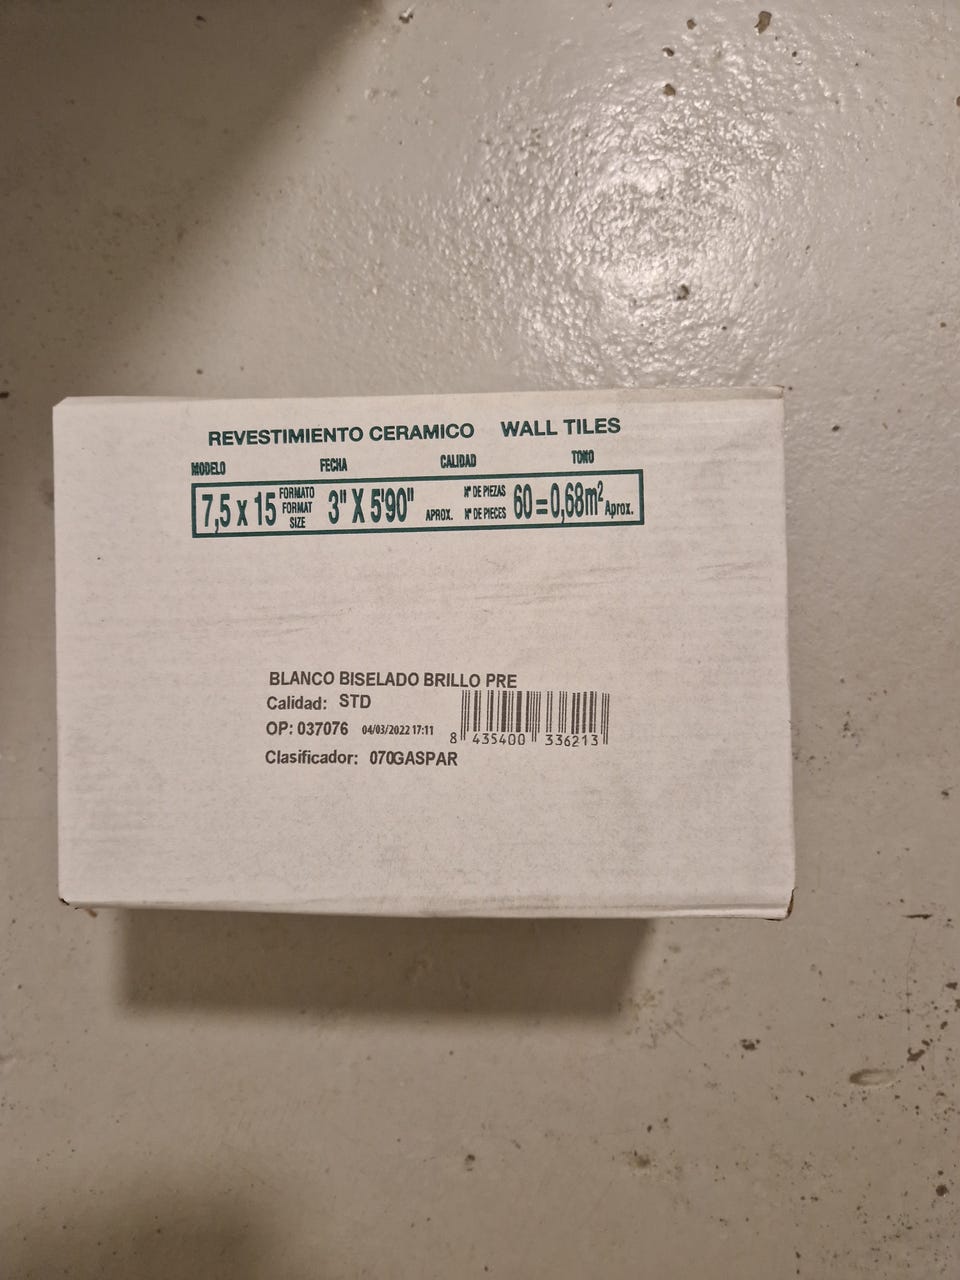 REVESTIMIENTO CERAMICO WALL TILES
MODELO FECHA CALIDAD TONO
7,5 x 15 FORMATO FORMAT SIZE 3" X 5'90" APROX. Nº DE PIEZAS Nº DE PIECES 60=0,68m² Aprox.
BLANCO BISELADO BRILLO PRE
Calidad: STD
OP: 037076 04/03/2022 17:11
8 435400 336213
Clasificador: 070GASPAR